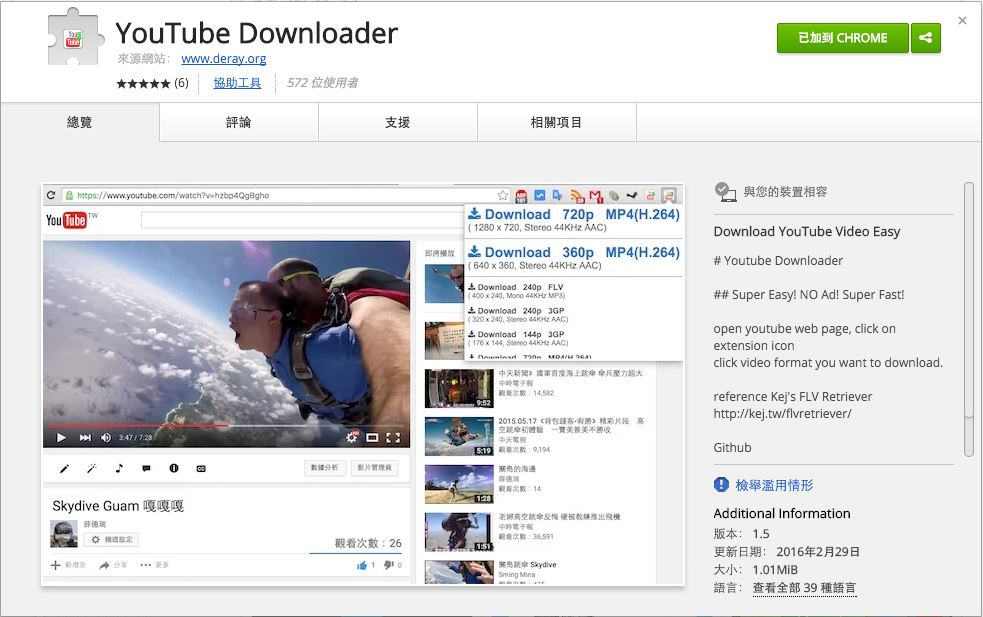 YouTube Downloader
來源網站： www.deray.org
★★★★★ (6) 協助工具 572 位使用者
已加到 CHROME
總覽 評論 支援 相關項目
https://www.youtube.com/watch?v=hzbp4QgBgho
YouTube TW
Download 720p MP4(H.264)
( 1280 x 720, Stereo 44KHz AAC)
Download 360p MP4(H.264)
( 640 x 360, Stereo 44KHz AAC)
Download 240p FLV
( 400 x 240, Mono 44KHz MP3)
Download 240p 3GP
( 320 x 240, Stereo 44KHz AAC)
Download 144p 3GP
( 176 x 144, Stereo 44KHz AAC)
Download 720p MP4(H.264)
即將播放
3:47 / 7:28
數據分析 影片管理員
Skydive Guam 嘎嘎嘎
薛德瑞
頻道設定
觀看次數：26
新增至 分享 更多
1 0
中天新聞》國軍首度海上跳傘 傘兵壓力超大
中時電子報
觀看次數：14,582
9:52
2015.05.17《背包踐客-宥勝》精彩片段 高
空跳傘初體驗 一覽美景美不勝收
中天電視
觀看次數：9,194
5:19
關島的海邊
薛德瑞
觀看次數：14
1:28
老婦高空跳傘反悔 硬被教練推出飛機
中時電子報
觀看次數：36,591
1:51
關島跳傘 Skydive
Sming Mina
與您的裝置相容
Download YouTube Video Easy
# Youtube Downloader
## Super Easy! NO Ad! Super Fast!
open youtube web page, click on
extension icon
click video format you want to download.
reference Kej's FLV Retriever
http://kej.tw/flvretriever/
Github
檢舉濫用情形
Additional Information
版本： 1.5
更新日期： 2016年2月29日
大小： 1.01MiB
語言： 查看全部 39 種語言